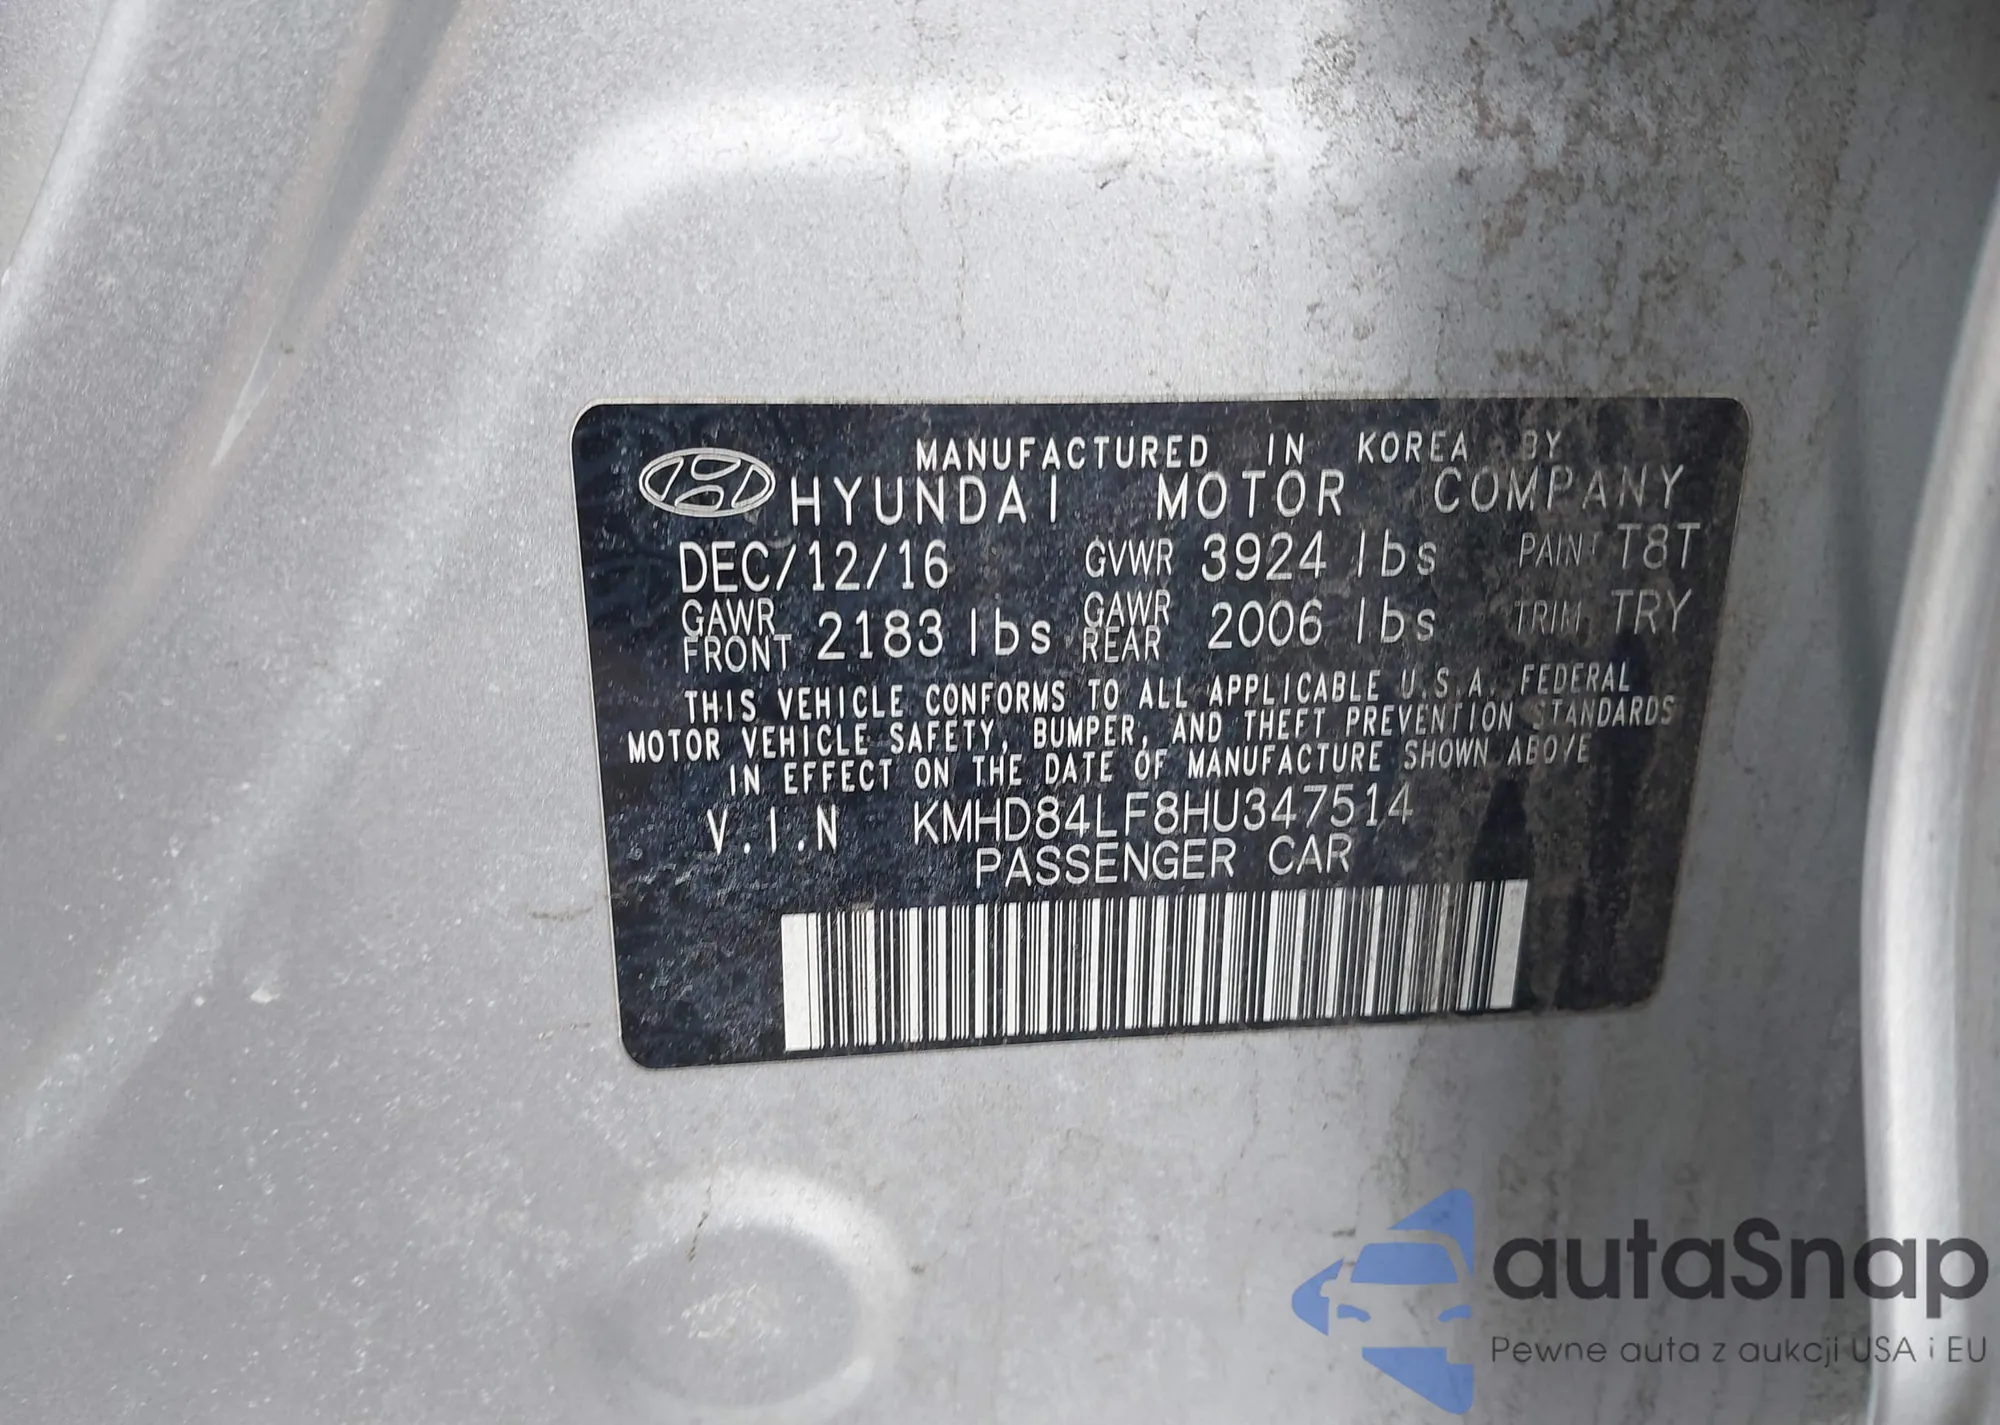 MANUFACTURED IN KOREA BY
HYUNDAI MOTOR COMPANY
DEC/12/16 GVWR 3924 lbs PAINT T8T
GAWR FRONT 2183 lbs GAWR REAR 2006 lbs TRIM TRY
THIS VEHICLE CONFORMS TO ALL APPLICABLE U.S.A. FEDERAL
MOTOR VEHICLE SAFETY, BUMPER, AND THEFT PREVENTION STANDARDS
IN EFFECT ON THE DATE OF MANUFACTURE SHOWN ABOVE
V.I.N KMHD84LF8HU347514
PASSENGER CAR
autaSnap
Pewne auta z aukcji USA i EU